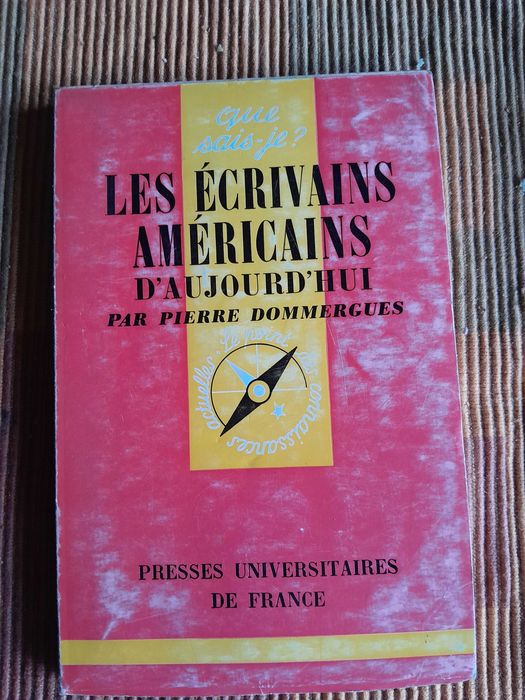 que
sais-je?
LES ÉCRIVAINS
AMÉRICAINS
D'AUJOURD'HUI
PAR PIERRE DOMMERGUES
le point des connaissances actuelles
PRESSES UNIVERSITAIRES
DE FRANCE